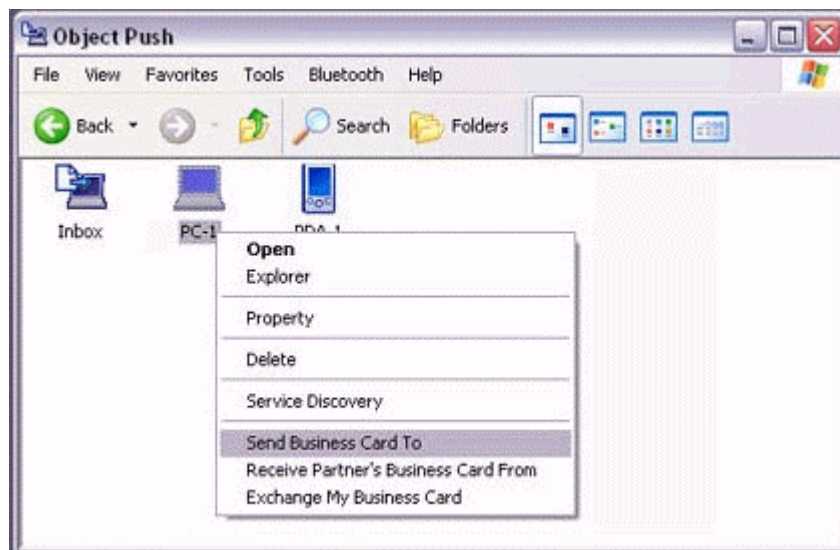 Object Push
File View Favorites Tools Bluetooth Help
Back Search Folders
Inbox PC-1
Open
Explorer
Property
Delete
Service Discovery
Send Business Card To
Receive Partner's Business Card From
Exchange My Business Card